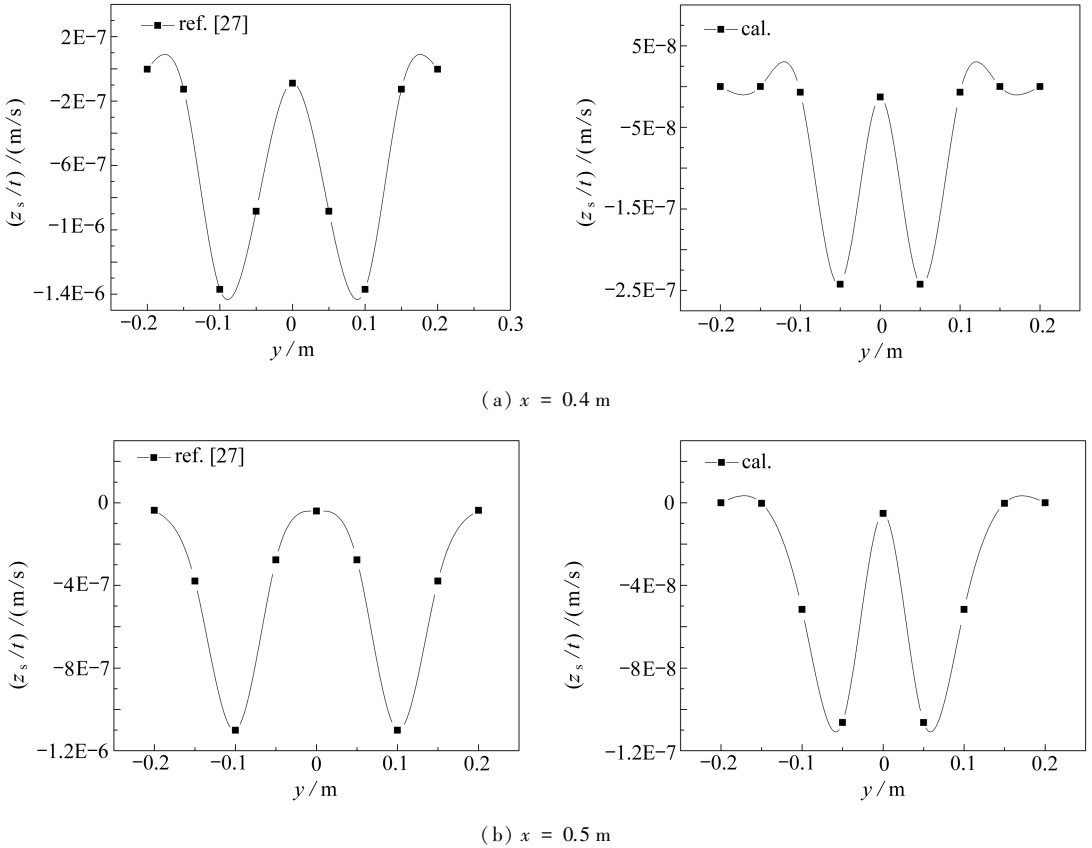 ref. [27]
2E−7
−2E−7
−6E−7
−1E−6
−1.4E−6
(z s /t) /(m/s)
−0.2 −0.1 0 0.1 0.2 0.3
y / m
cal.
5E−8
−5E−8
−1.5E−7
−2.5E−7
(z s /t) /(m/s)
−0.2 −0.1 0 0.1 0.2
y / m
(a) x = 0.4 m
ref. [27]
0
−4E−7
−8E−7
−1.2E−6
(z s /t) /(m/s)
−0.2 −0.1 0 0.1 0.2
y / m
cal.
0
−4E−8
−8E−8
−1.2E−7
(z s /t) /(m/s)
−0.2 −0.1 0 0.1 0.2
y / m
(b) x = 0.5 m